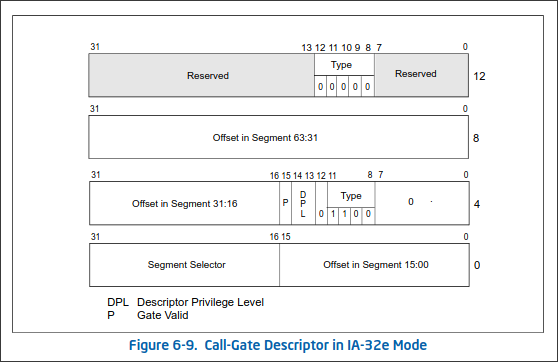 31 13 12 11 10 9 8 7 0
Type
Reserved 0 0 0 0 0 Reserved 12
31 0
Offset in Segment 63:31 8
31 16 15 14 13 12 11 8 7 0
Offset in Segment 31:16 P DPL 0 Type 0 . 4
1 1 0 0
31 16 15 0
Segment Selector Offset in Segment 15:00 0
DPL Descriptor Privilege Level
P Gate Valid
Figure 6-9. Call-Gate Descriptor in IA-32e Mode